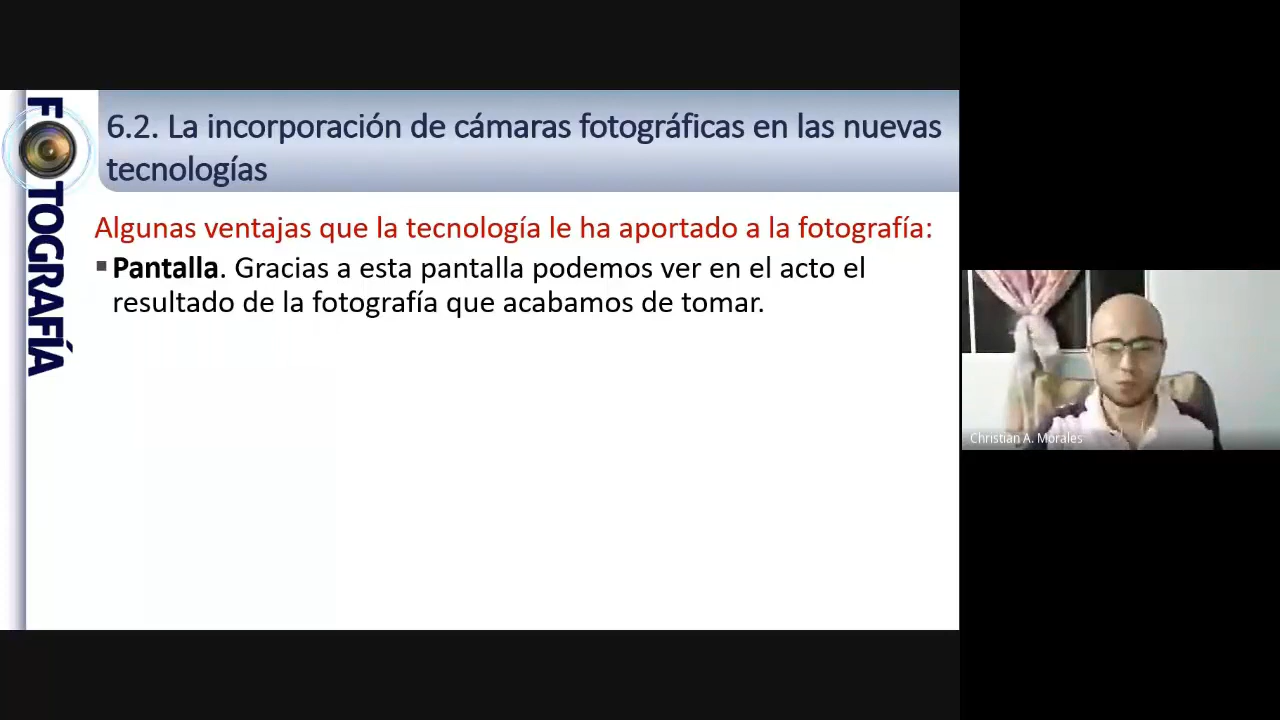 FOTOGRAFÍA
6.2. La incorporación de cámaras fotográficas en las nuevas
tecnologías
Algunas ventajas que la tecnología le ha aportado a la fotografía:
▪ Pantalla. Gracias a esta pantalla podemos ver en el acto el
resultado de la fotografía que acabamos de tomar.
Christian A. Morales